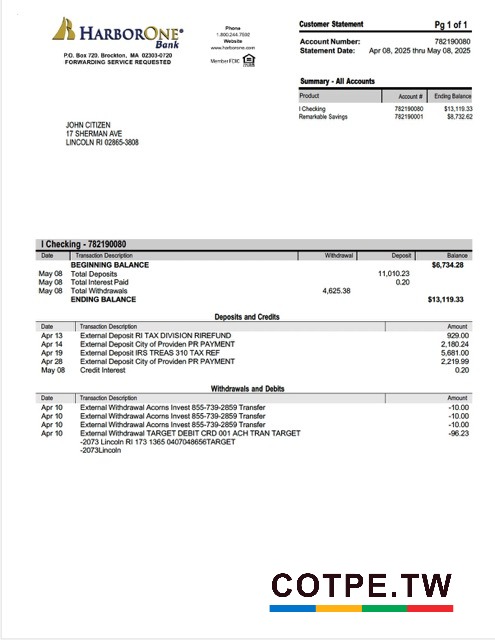 HARBORONE®
Bank
P.O. Box 720, Brockton, MA 02303-0720
FORWARDING SERVICE REQUESTED
Phone
1.800.244.7592
Website
www.harborone.com
Member FDIC
Customer Statement Pg 1 of 1
Account Number: 782190080
Statement Date: Apr 08, 2025 thru May 08, 2025
Summary - All Accounts
Product Account # Ending Balance
I Checking 782190080 $13,119.33
Remarkable Savings 782190001 $8,732.62
JOHN CITIZEN
17 SHERMAN AVE
LINCOLN RI 02865-3808
I Checking - 782190080
Date Transaction Description Withdrawal Deposit Balance
BEGINNING BALANCE $6,734.28
May 08 Total Deposits 11,010.23
May 08 Total Interest Paid 0.20
May 08 Total Withdrawals 4,625.38
ENDING BALANCE $13,119.33
Deposits and Credits
Date Transaction Description Amount
Apr 13 External Deposit RI TAX DIVISION RIREFUND 929.00
Apr 14 External Deposit City of Providen PR PAYMENT 2,180.24
Apr 19 External Deposit IRS TREAS 310 TAX REF 5,681.00
Apr 28 External Deposit City of Providen PR PAYMENT 2,219.99
May 08 Credit Interest 0.20
Withdrawals and Debits
Date Transaction Description Amount
Apr 10 External Withdrawal Acorns Invest 855-739-2859 Transfer -10.00
Apr 10 External Withdrawal Acorns Invest 855-739-2859 Transfer -10.00
Apr 10 External Withdrawal Acorns Invest 855-739-2859 Transfer -10.00
Apr 10 External Withdrawal TARGET DEBIT CRD 001 ACH TRAN TARGET -96.23
-2073 Lincoln RI 173 1365 0407048656TARGET
-2073Lincoln
COTPE.TW